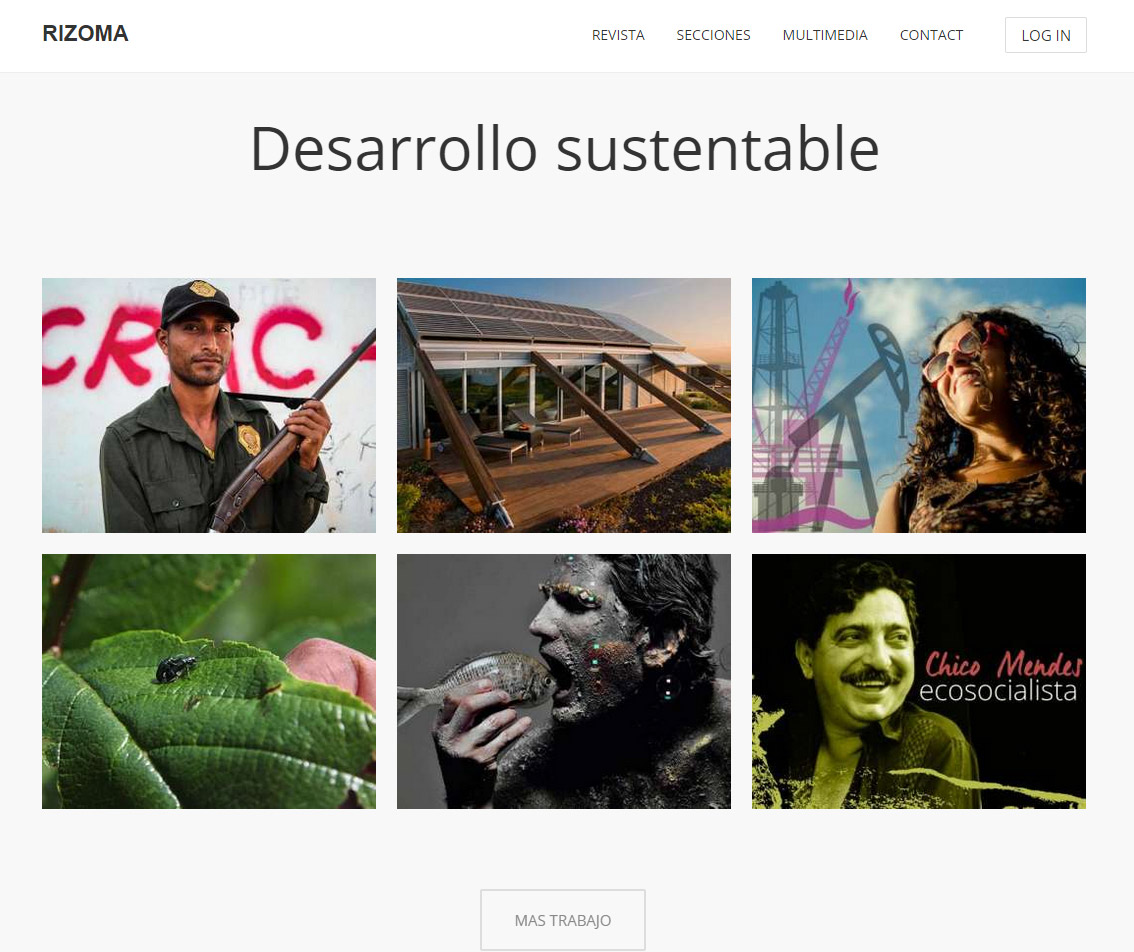 RIZOMA
REVISTA SECCIONES MULTIMEDIA CONTACT LOG IN
Desarrollo sustentable
CRAC-
Chico Mendes
ecosocialista
MAS TRABAJO